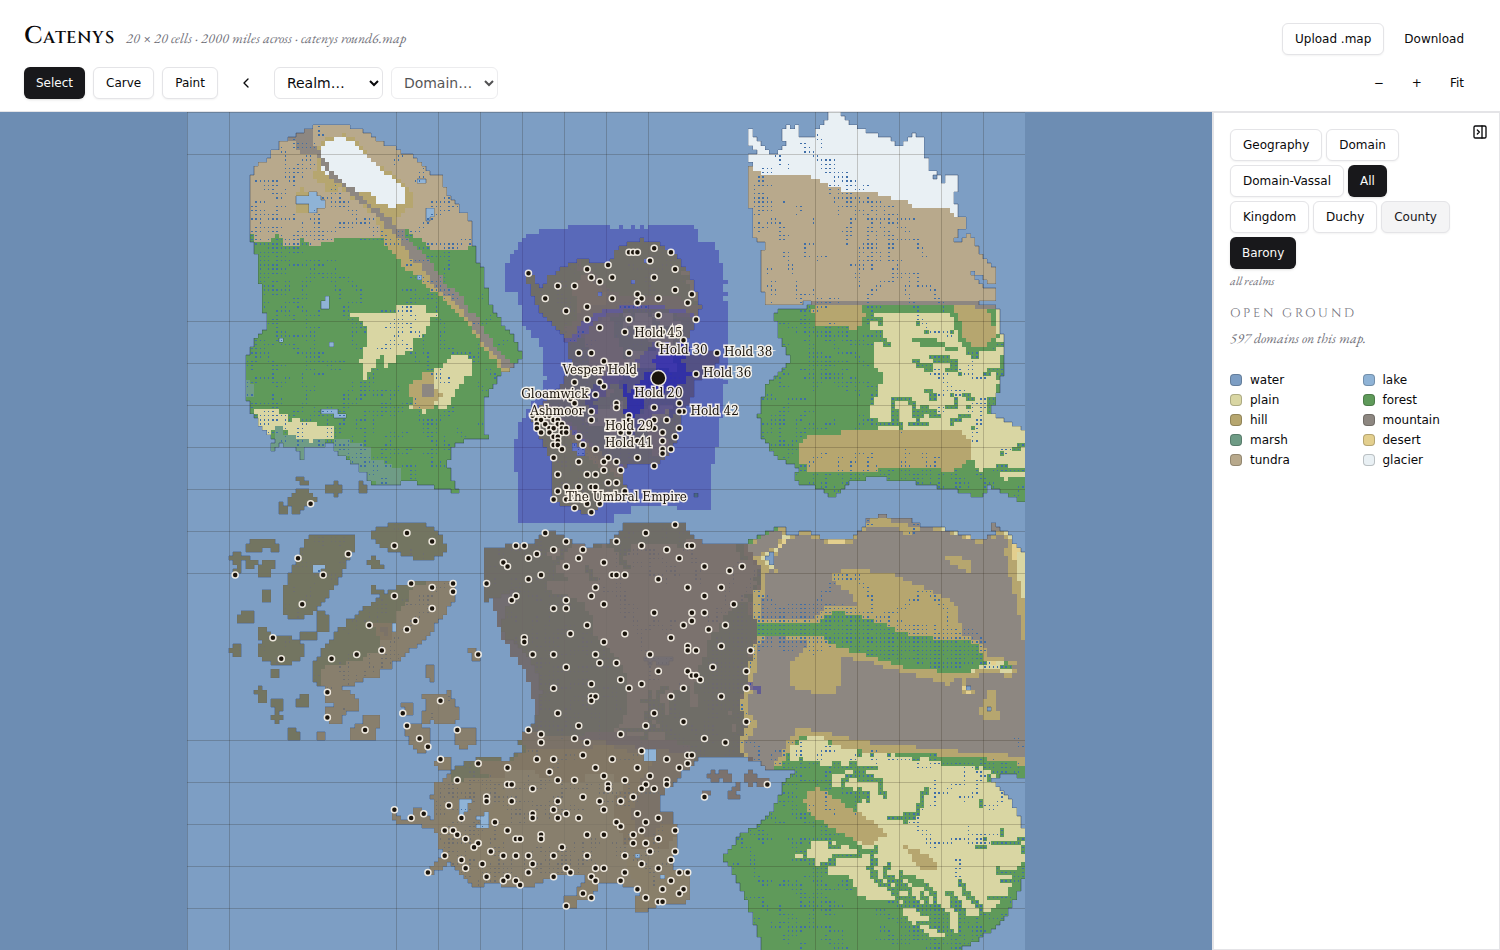 Catenys 20 × 20 cells · 2000 miles across · catenys round6.map
Upload .map Download
Select Carve Paint Realm… Domain…
− + Fit
Geography Domain
Domain-Vassal All
Kingdom Duchy County
Barony
all realms
OPEN GROUND
597 domains on this map.
water lake
plain forest
hill mountain
marsh desert
tundra glacier
Hold 45
Hold 30 Hold 38
Vesper Hold Hold 36
Gloamwick Hold 20
Ashmoor Hold 42
Hold 29
Hold 41
The Umbral Empire